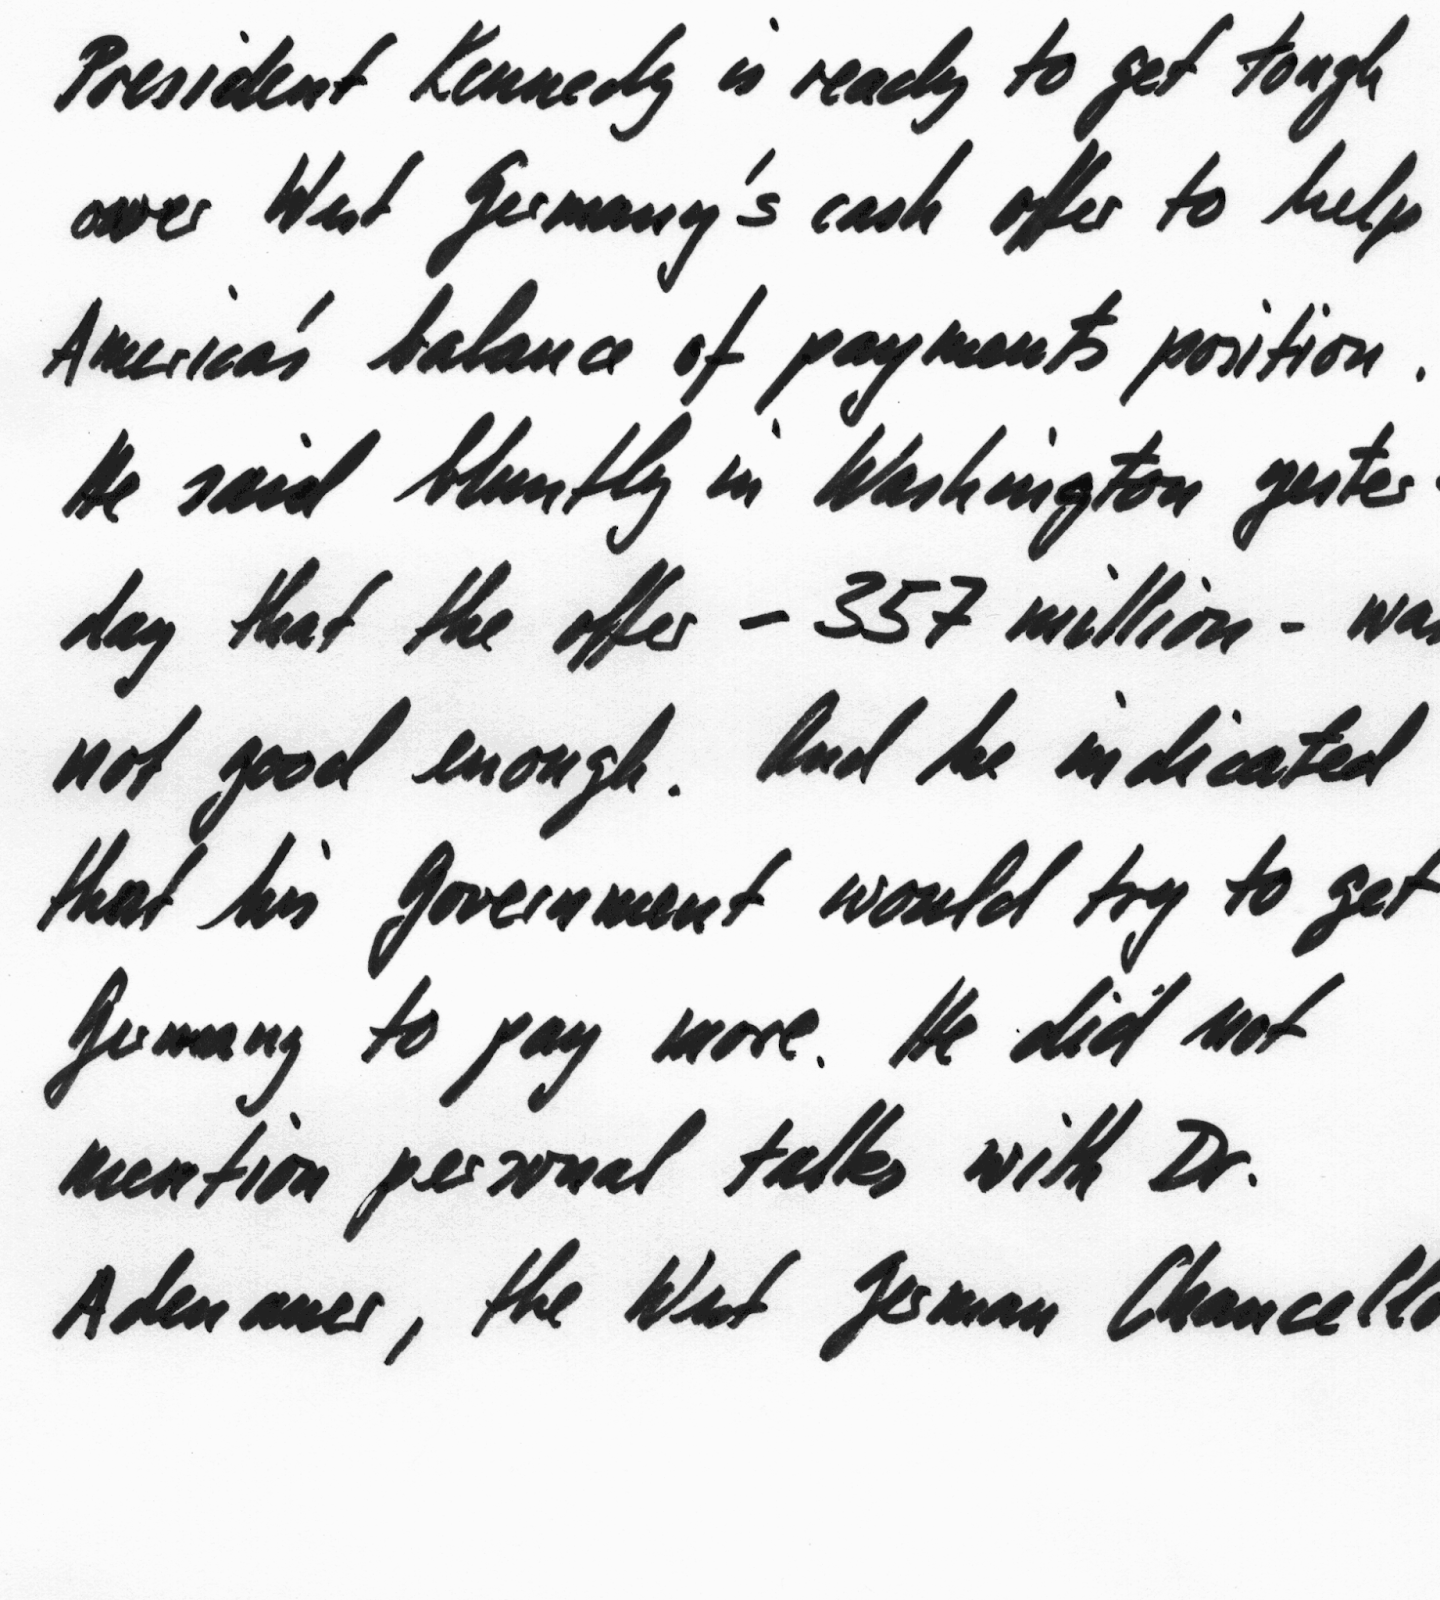 President Kennedy is ready to get tough
over West Germany's cash offer to help
America's balance of payments position.
He said bluntly in Washington yester-
day that the offer - 357 million - was
not good enough. And he indicated
that his Government would try to get
Germany to pay more. He did not
mention personal talks with Dr.
Adenauer, the West German Chancello